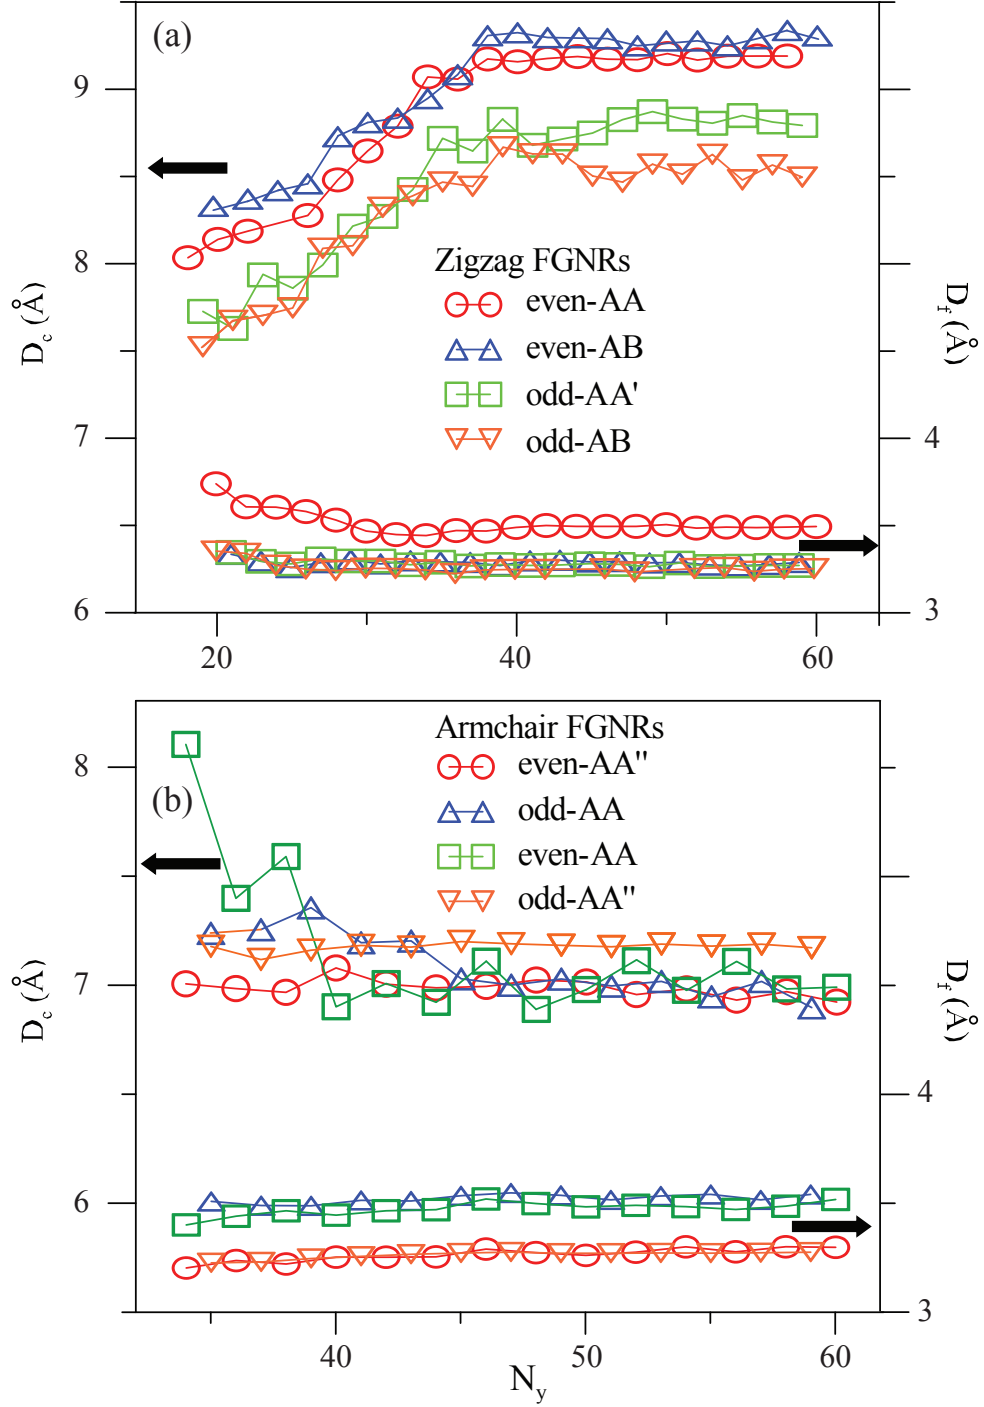 (a)
9
8
7
6
D_c (Å)
Zigzag FGNRs
even-AA
even-AB
odd-AA'
odd-AB
4
3
D_f (Å)
20
40
60
(b)
8
7
6
D_c (Å)
Armchair FGNRs
even-AA"
odd-AA
even-AA
odd-AA"
4
3
D_f (Å)
40
50
60
N_y